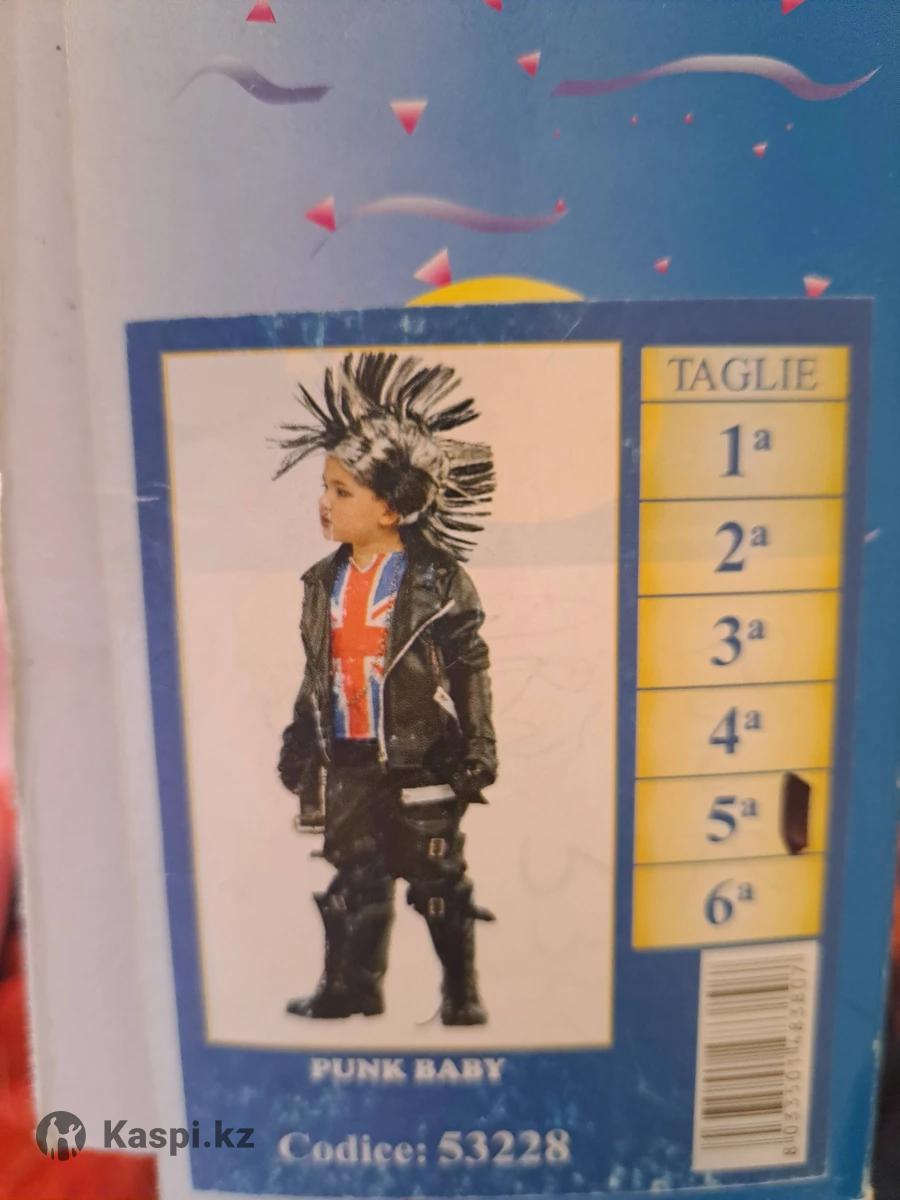 TAGLIE
1ª
2ª
3ª
4ª
5ª
6ª
PUNK BABY
Codice: 53228
Kaspi.kz